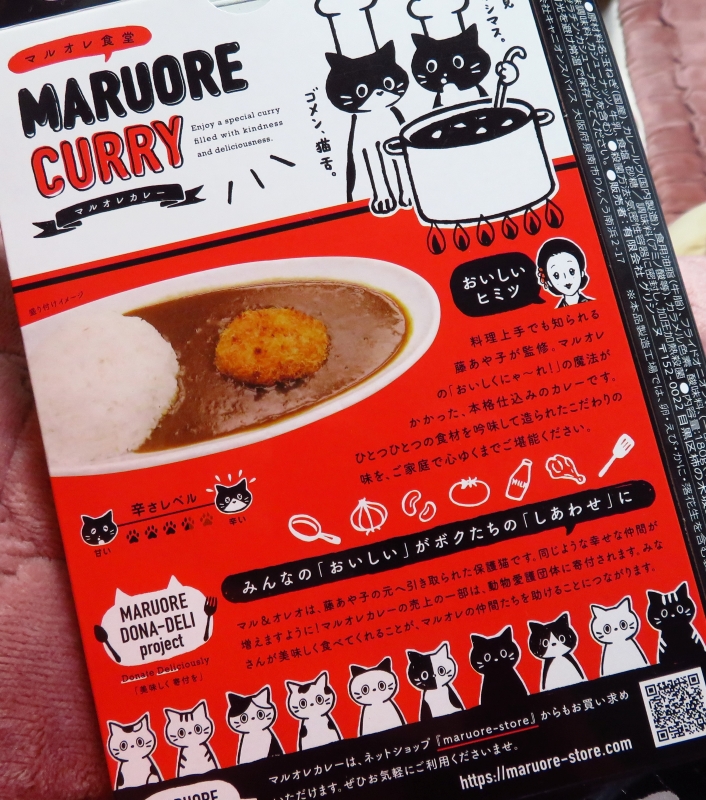 マルオレ食堂
MARUORE
CURRY
Enjoy a special curry
filled with kindness
and deliciousness.
マルオレカレー
ゴメン、猫舌。
シマス。
盛り付けイメージ
おいしい
ヒミツ
料理上手でも知られる
藤あや子が監修。マルオレ
の「おいしくにゃ〜れ!」の魔法が
かかった、本格仕込みのカレーです。
ひとつひとつの食材を吟味して造られたこだわりの
味を、ご家庭で心ゆくまでご堪能ください。
辛さレベル
甘い
辛い
MILK
みんなの「おいしい」がボクたちの「しあわせ」に
マル&オレオは、藤あや子の元へ引き取られた保護猫です。同じような幸せな仲間が
増えますように!マルオレカレーの売上の一部は、動物愛護団体に寄付されます。みな
さんが美味しく食べてくれることが、マルオレの仲間たちを助けることにつながります。
MARUORE
DONA-DELI
project
Donate Deliciously
「美味しく寄付を」
マルオレカレーは、ネットショップ『maruore-store』からもお買い求め
いただけます。ぜひお気軽にご利用くださいませ。
https://maruore-store.com
MARUORE